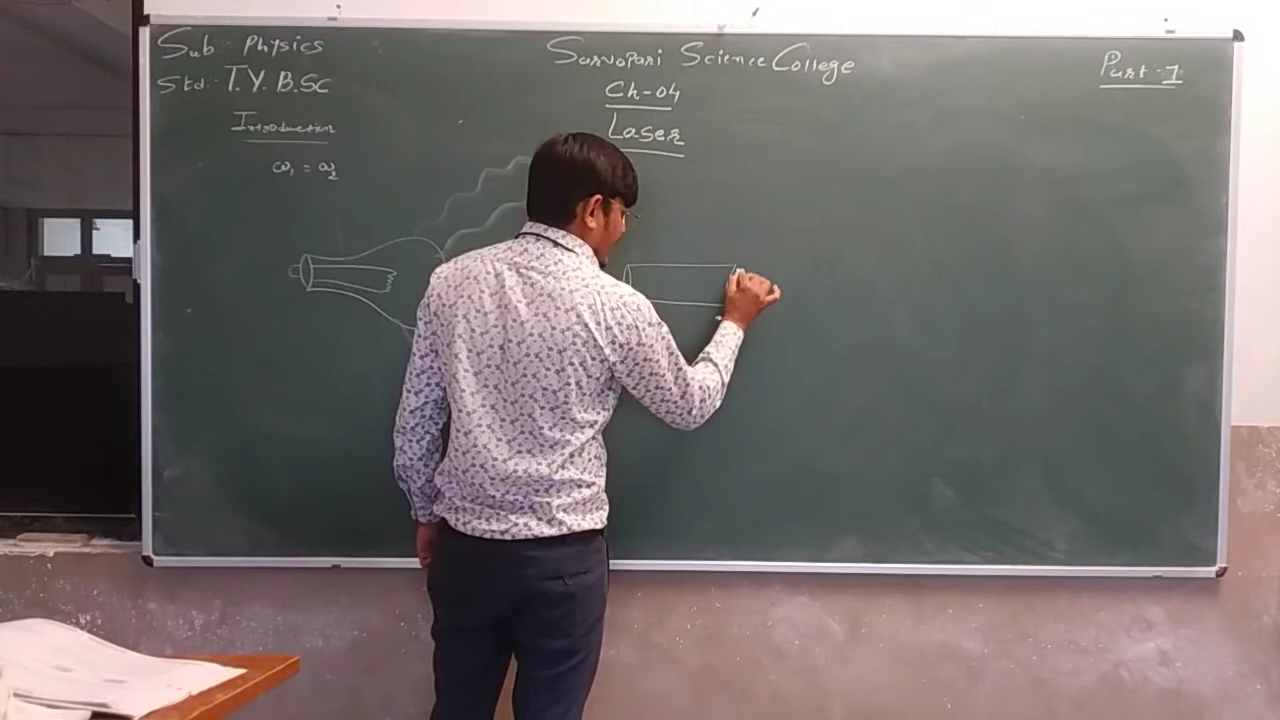 Sub: Physics
Std: T.Y. B.Sc
Introduction
ω₁ = ω₂
Sarvopari Science College
Ch-04
Laser
Part-1